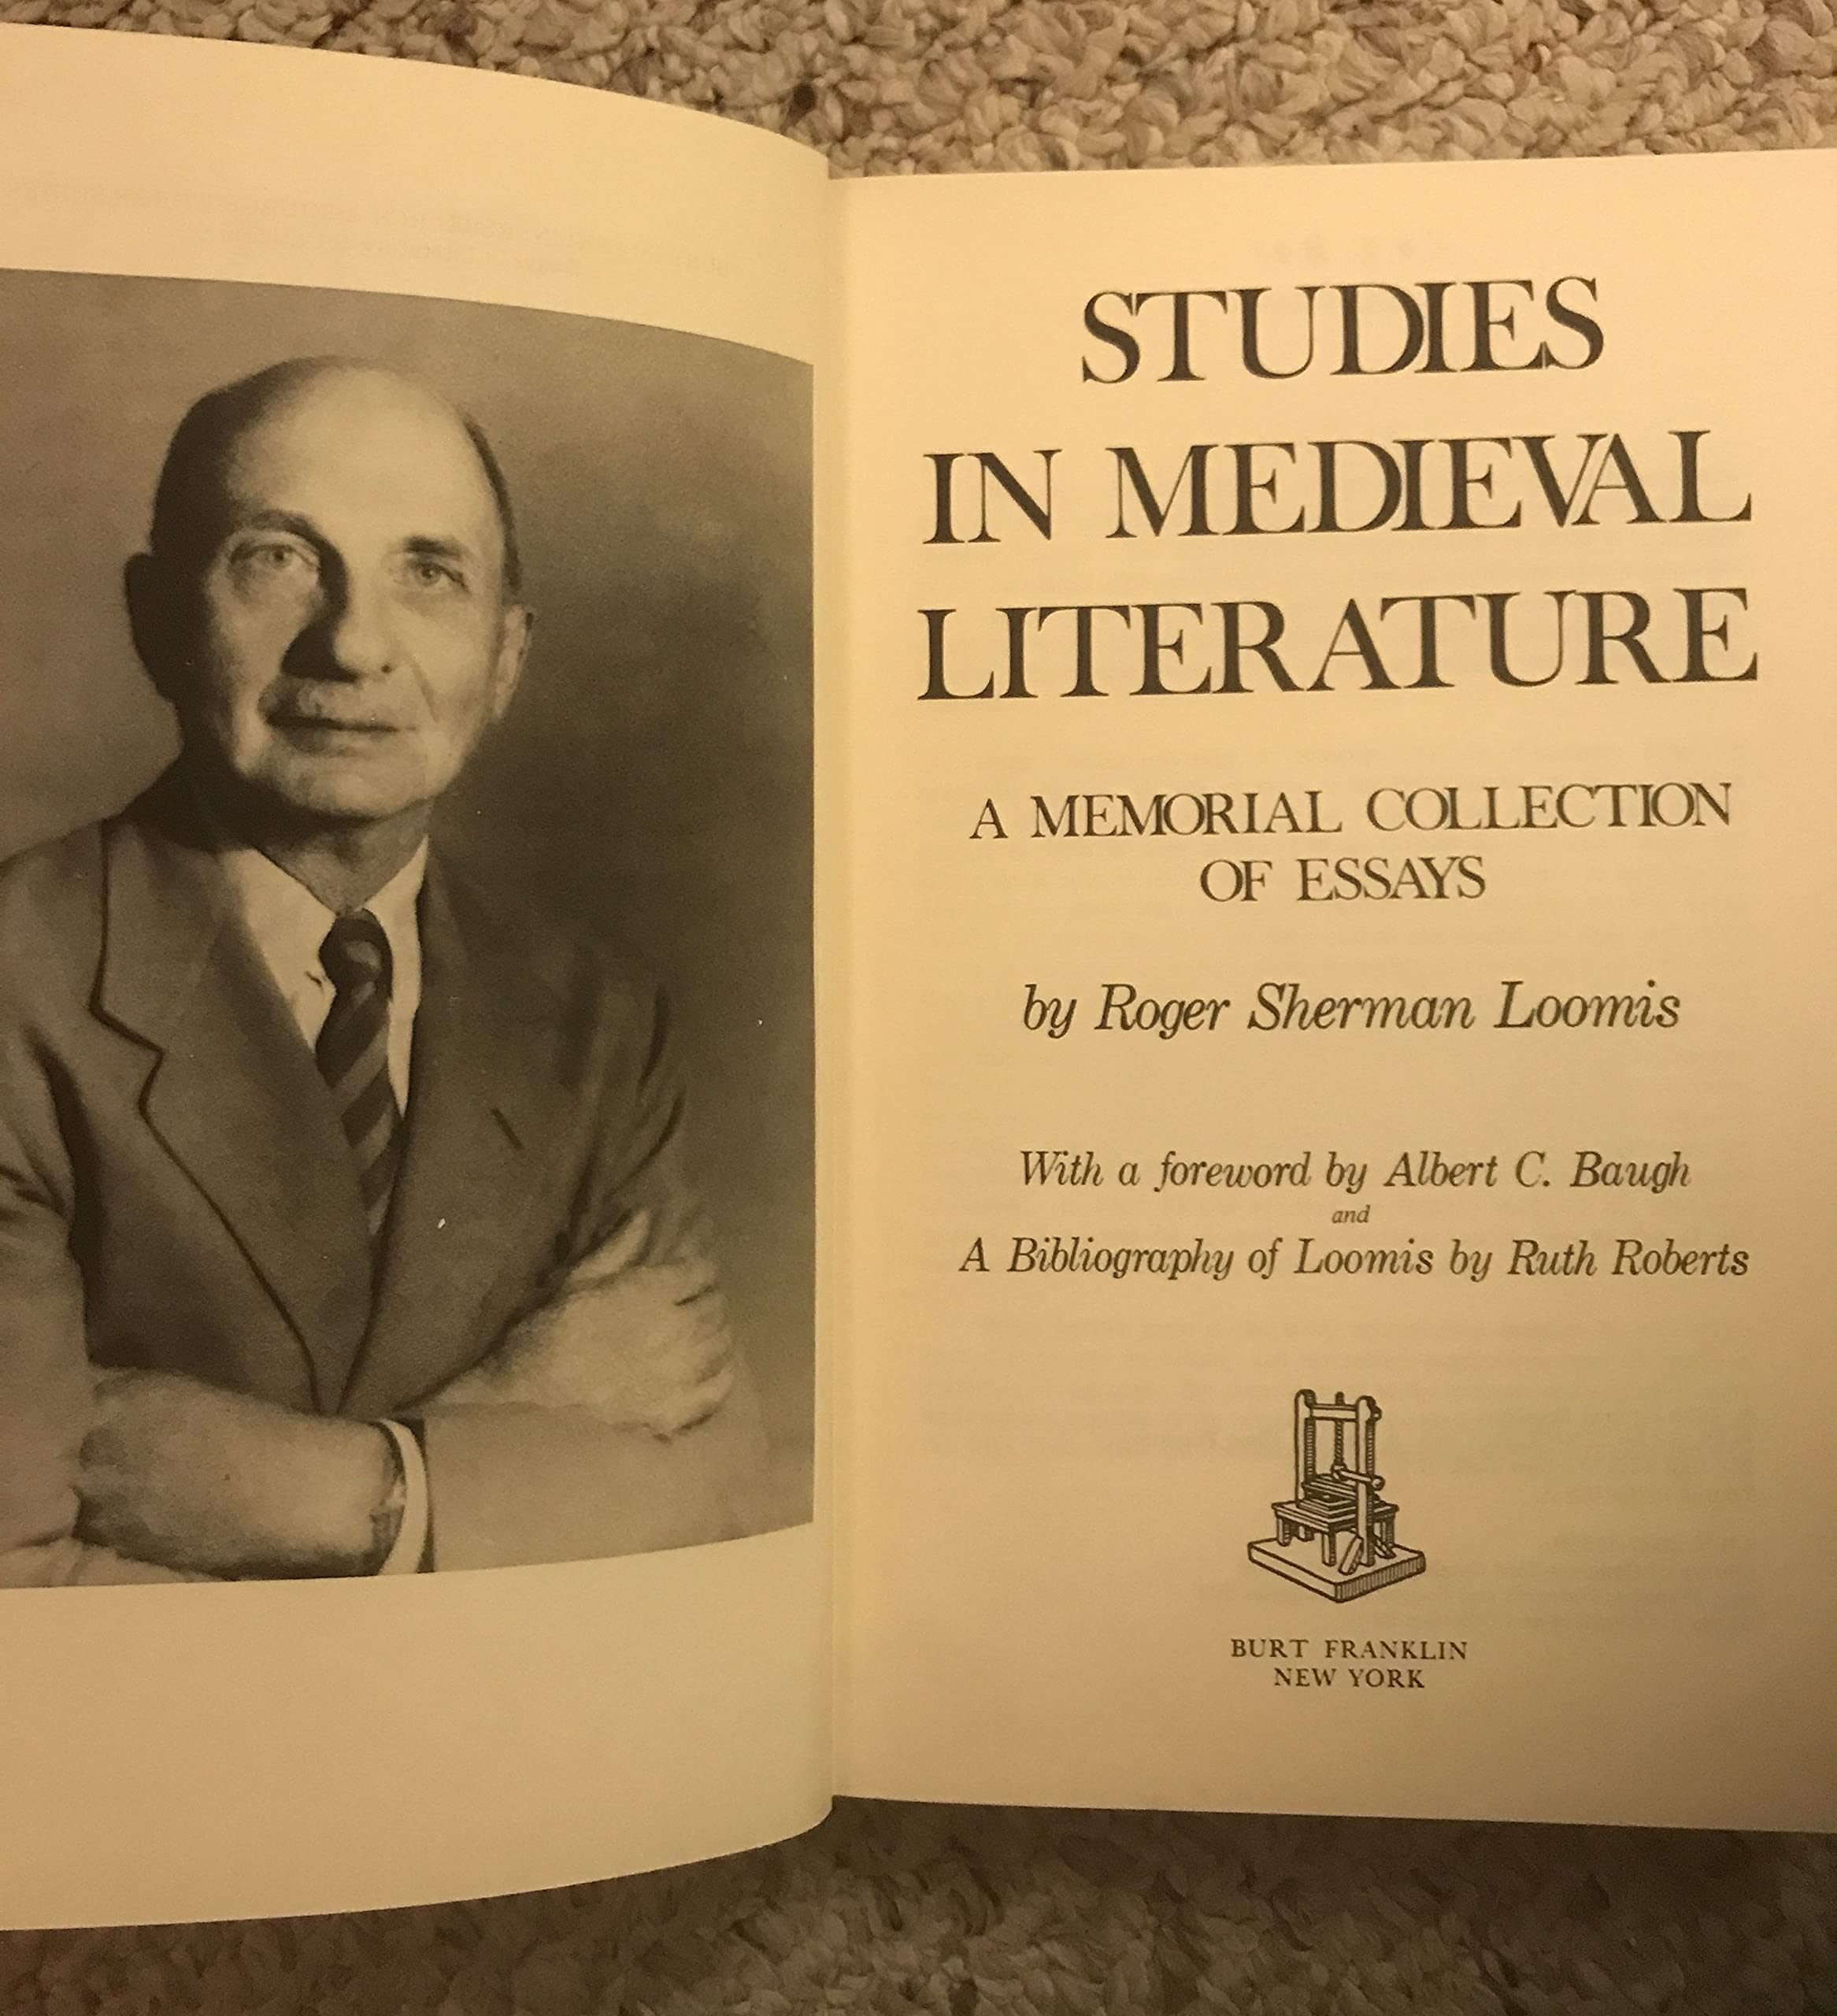 STUDIES
IN MEDIEVAL
LITERATURE
A MEMORIAL COLLECTION
OF ESSAYS
by Roger Sherman Loomis
With a foreword by Albert C. Baugh
and
A Bibliography of Loomis by Ruth Roberts
BURT FRANKLIN
NEW YORK